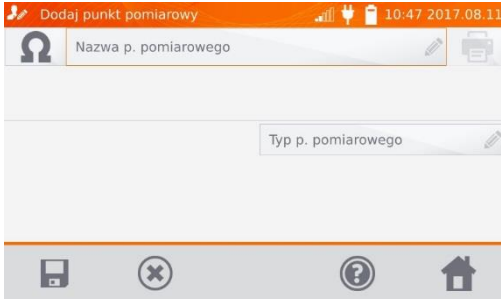 Dodaj punkt pomiarowy 10:47 2017.08.11
Ω Nazwa p. pomiarowego
Typ p. pomiarowego